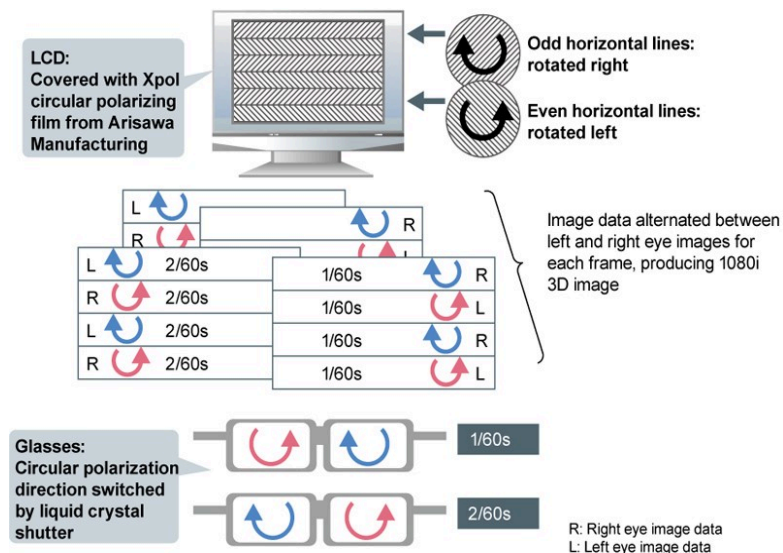 LCD:
Covered with Xpol
circular polarizing
film from Arisawa
Manufacturing
Odd horizontal lines:
rotated right
Even horizontal lines:
rotated left
L
R
R
L
L 2/60s
R 2/60s
L 2/60s
R 2/60s
1/60s R
1/60s L
1/60s R
1/60s L
Image data alternated between
left and right eye images for
each frame, producing 1080i
3D image
Glasses:
Circular polarization
direction switched
by liquid crystal
shutter
1/60s
2/60s
R: Right eye image data
L: Left eye image data